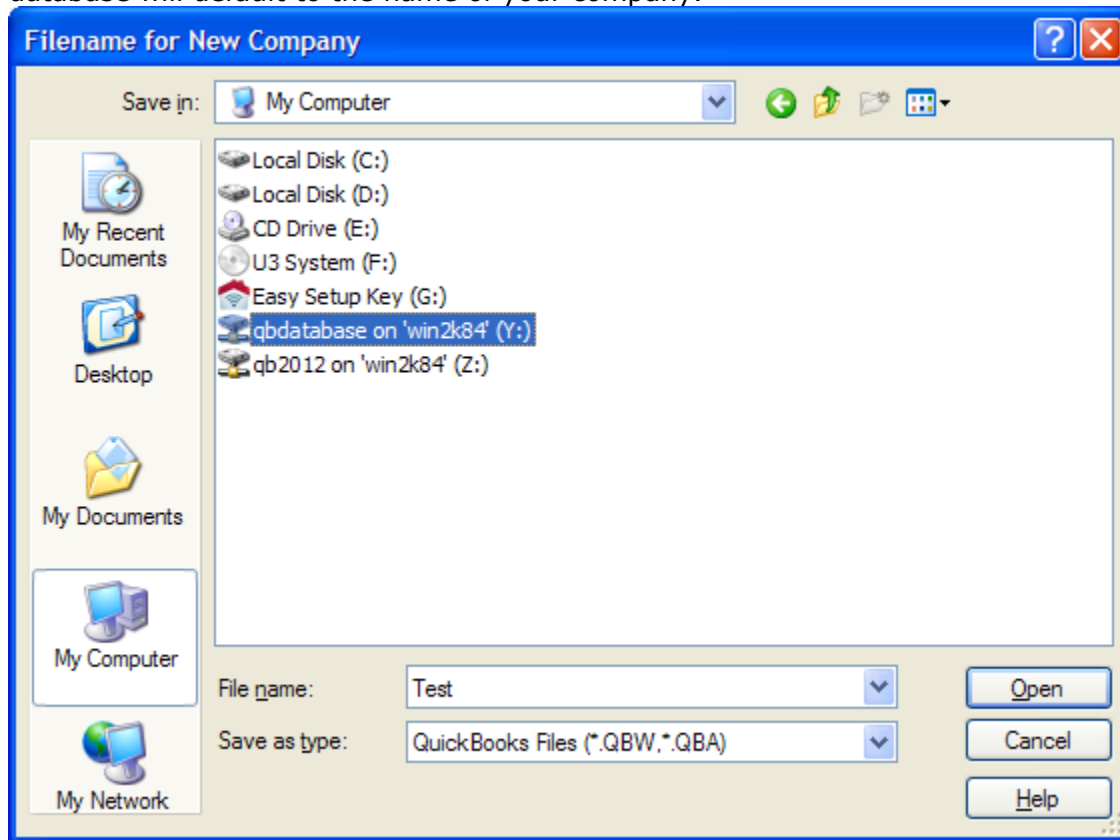 database will default to the name of your company.
Filename for New Company
Save in:
My Computer
Local Disk (C:)
Local Disk (D:)
CD Drive (E:)
U3 System (F:)
Easy Setup Key (G:)
qbdatabase on 'win2k84' (Y:)
qb2012 on 'win2k84' (Z:)
My Recent
Documents
Desktop
My Documents
My Computer
My Network
File name:
Test
Open
Save as type:
QuickBooks Files (*.QBW,*.QBA)
Cancel
Help